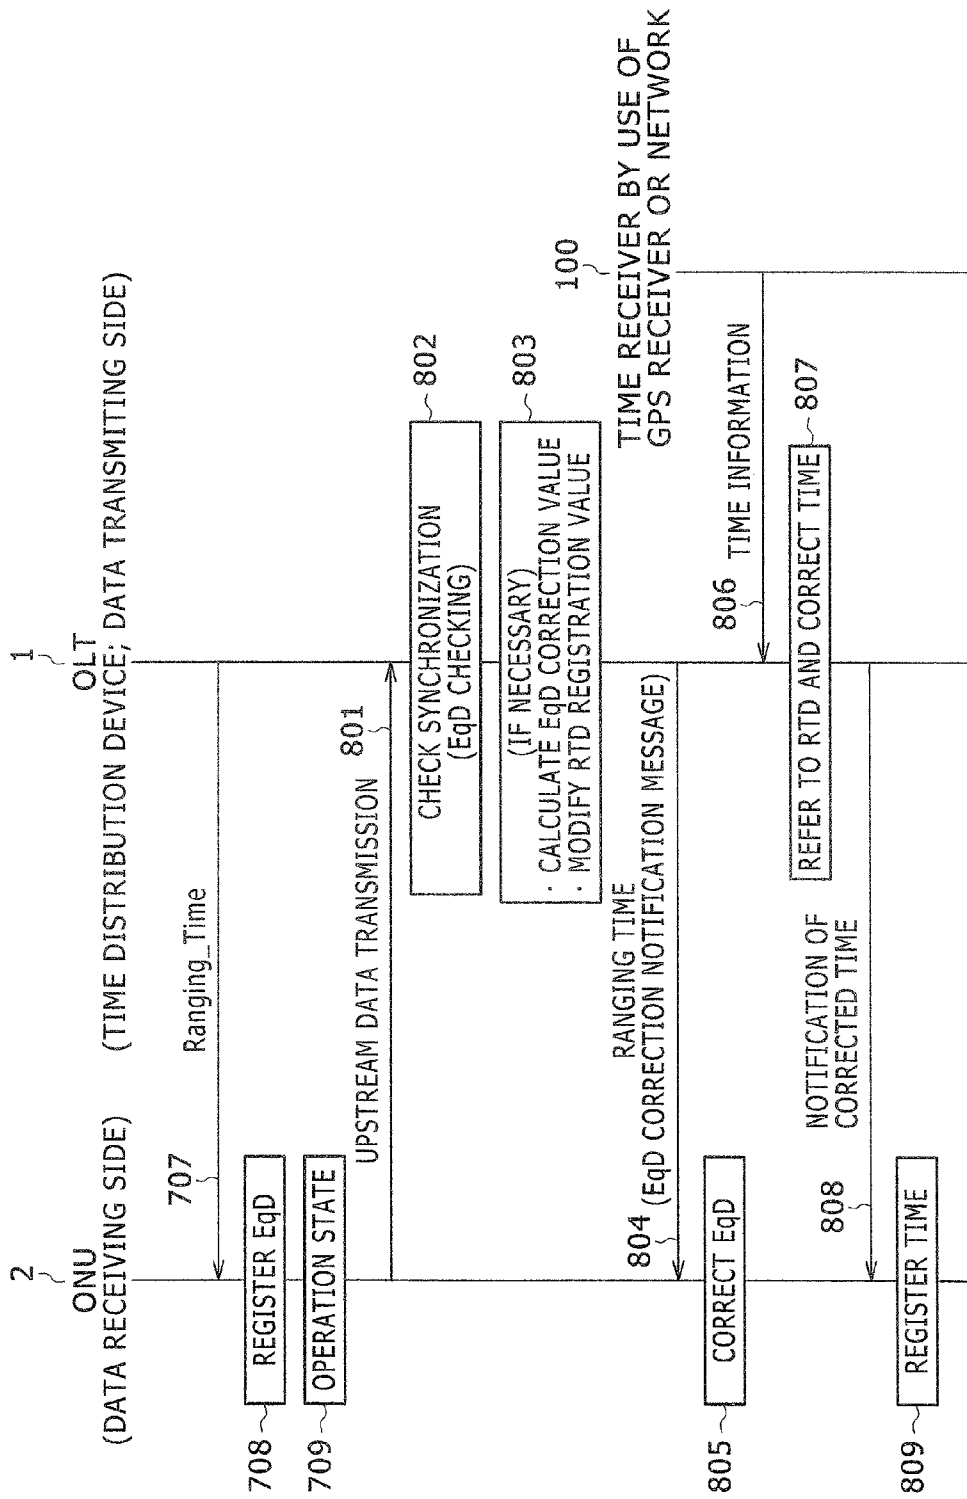 2
ONU
(DATA RECEIVING SIDE)
1
OLT
(TIME DISTRIBUTION DEVICE; DATA TRANSMITING SIDE)
707
Ranging_Time
708
REGISTER EqD
709
OPERATION STATE
UPSTREAM DATA TRANSMISSION
801
CHECK SYNCHRONIZATION
(EqD CHECKING)
802
(IF NECESSARY)
· CALCULATE EqD CORRECTION VALUE
· MODIFY RTD REGISTRATION VALUE
803
100
TIME RECEIVER BY USE OF
GPS RECEIVER OR NETWORK
804
RANGING TIME
(EqD CORRECTION NOTIFICATION MESSAGE)
805
CORRECT EqD
806
TIME INFORMATION
REFER TO RTD AND CORRECT TIME
807
808
NOTIFICATION OF
CORRECTED TIME
809
REGISTER TIME